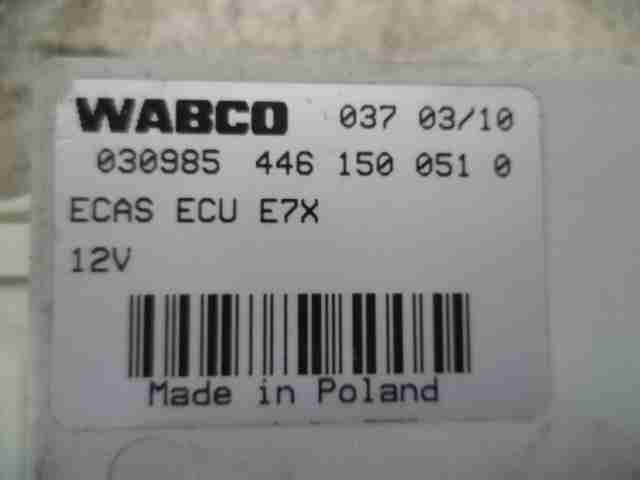 WABCO 037 03/10
030985 446 150 051 0
ECAS ECU E7X
12V
Made in Poland